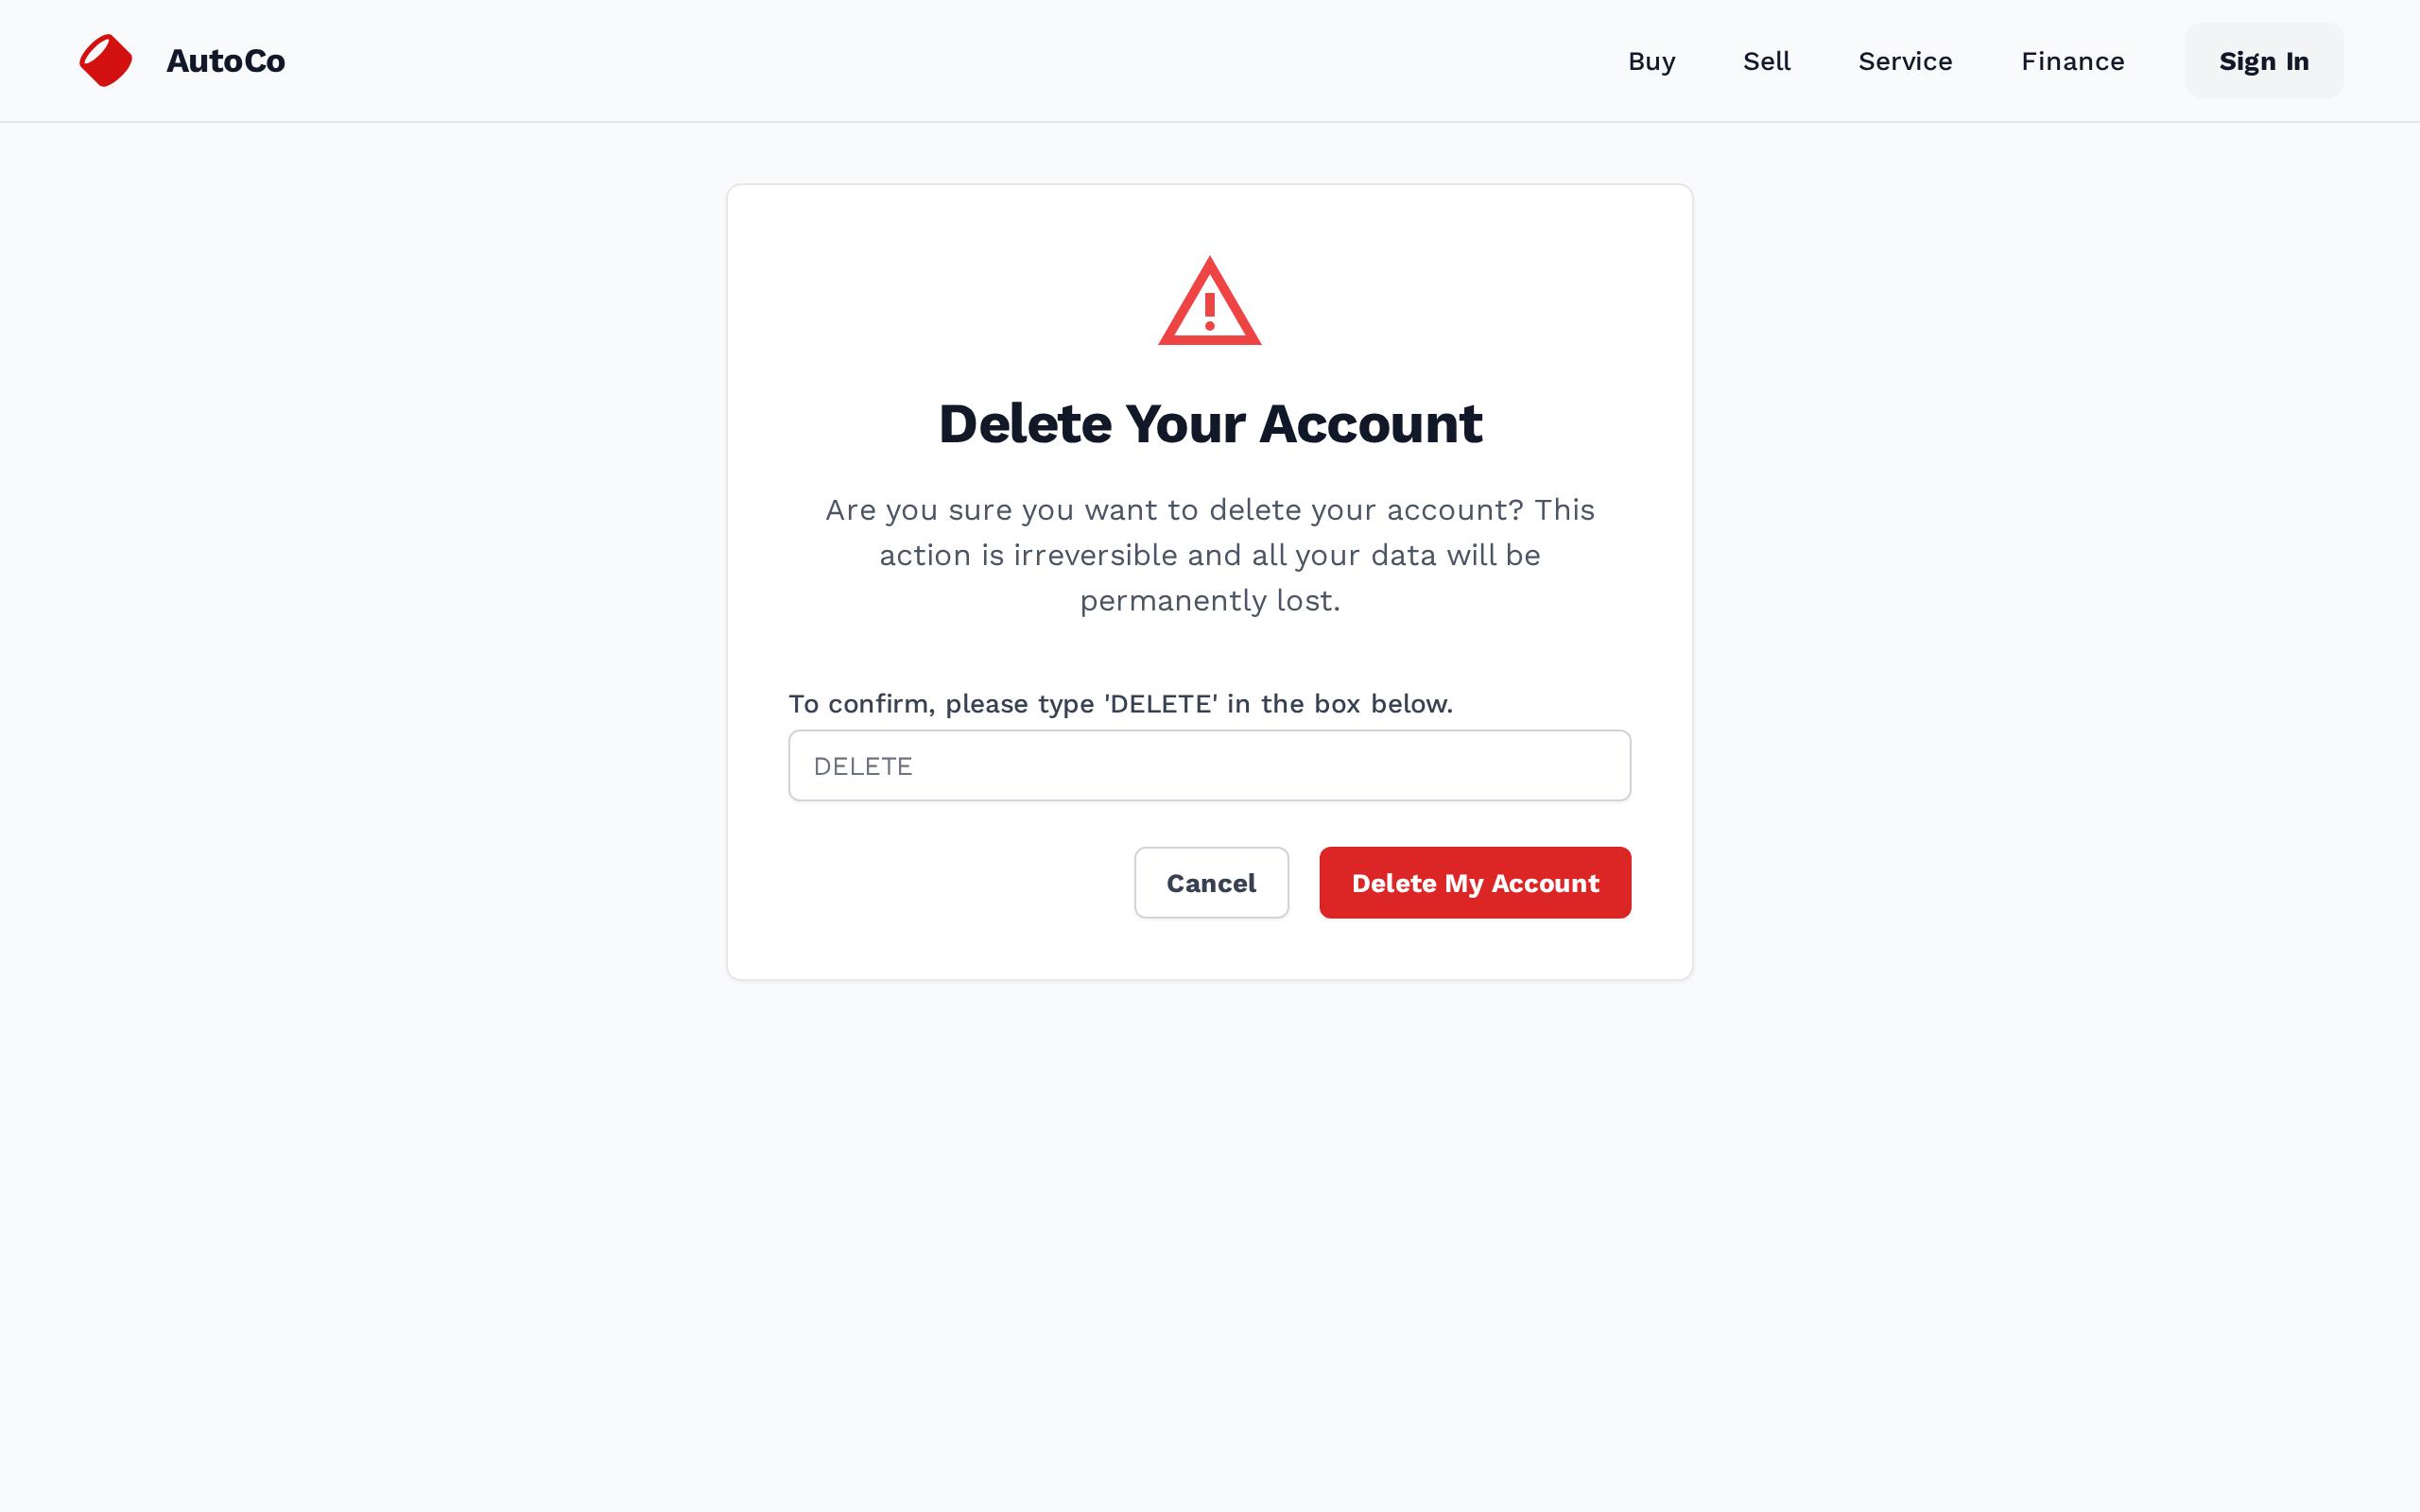 AutoCo
Buy
Sell
Service
Finance
Sign In
Delete Your Account
Are you sure you want to delete your account? This
action is irreversible and all your data will be
permanently lost.
To confirm, please type 'DELETE' in the box below.
DELETE
Cancel
Delete My Account